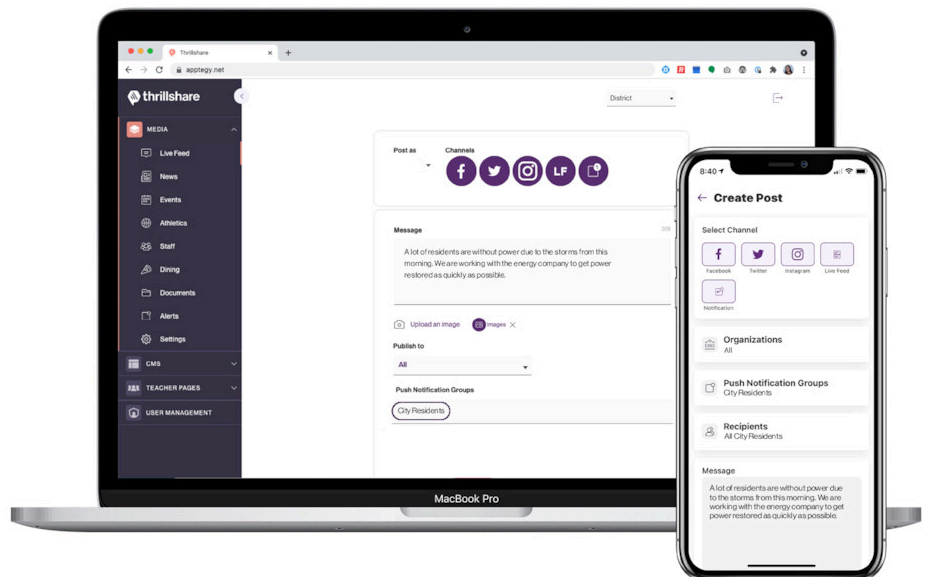 Thrillshare
apptegy.net
thrillshare
District
MEDIA
Live Feed
News
Events
Athletics
Staff
Dining
Documents
Alerts
Settings
CMS
TEACHER PAGES
USER MANAGEMENT
Post as
Channels
LF
Message
A lot of residents are without power due to the storms from this
morning. We are working with the energy company to get power
restored as quickly as possible.
Upload an image
Images
Publish to
All
Push Notification Groups
City Residents
MacBook Pro
8:40
Create Post
Select Channel
Facebook
Twitter
Instagram
Live Feed
Notification
Organizations
All
Push Notification Groups
City Residents
Recipients
All City Residents
Message
A lot of residents are without power due
to the storms from this morning. We are
working with the energy company to get
power restored as quickly as possible.